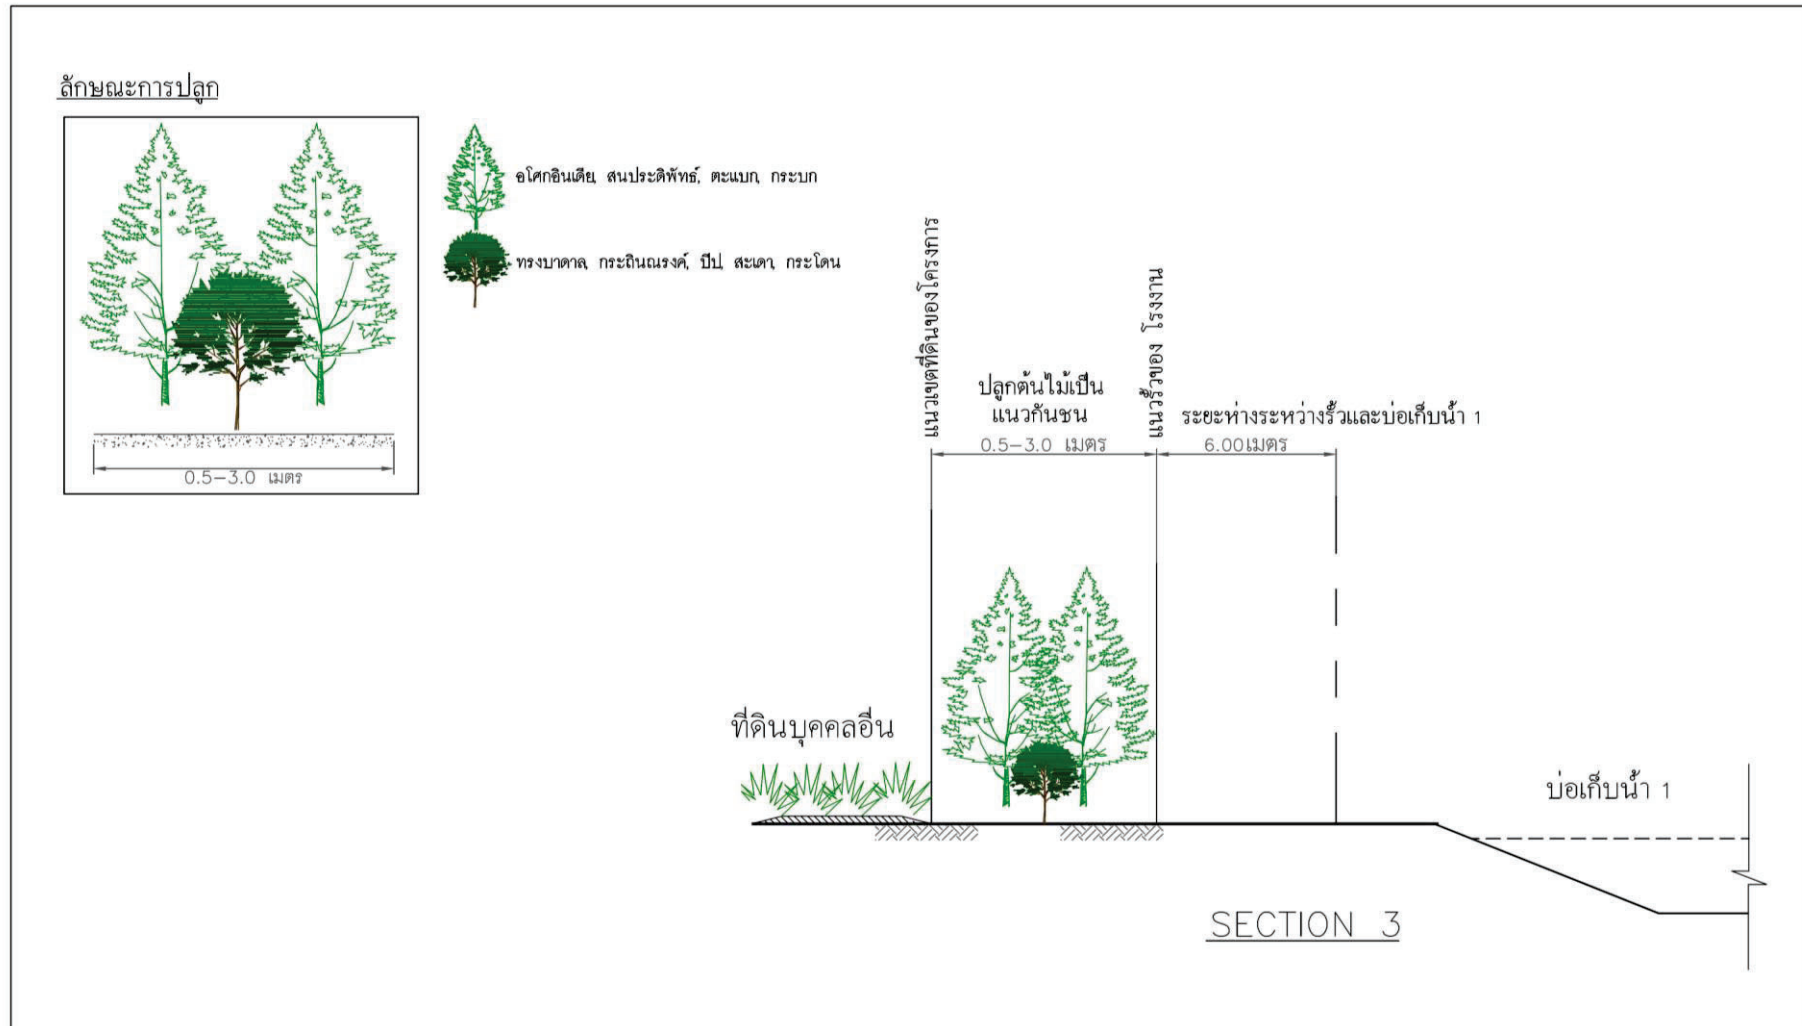 ลักษณะการปลูก
อโศกอินเดีย, สนประดิพัทธ์, ตะแบก, กระบก
ทรงบาดาล, กระถินณรงค์, ปีป, สะเดา, กระโดน
0.5-3.0 เมตร
แนวเขตที่ดินของโครงการ
ปลูกต้นไม้เป็น
แนวกันชน
0.5-3.0 เมตร
แนวรั้วของ โรงงาน
ระยะห่างระหว่างรั้วและบ่อเก็บน้ำ 1
6.00เมตร
ที่ดินบุคคลอื่น
บ่อเก็บน้ำ 1
SECTION 3